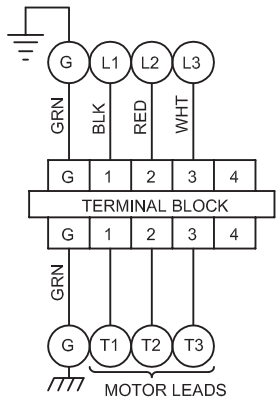 G L1 L2 L3
GRN BLK RED WHT
G 1 2 3 4
TERMINAL BLOCK
G 1 2 3 4
GRN
G T1 T2 T3
MOTOR LEADS